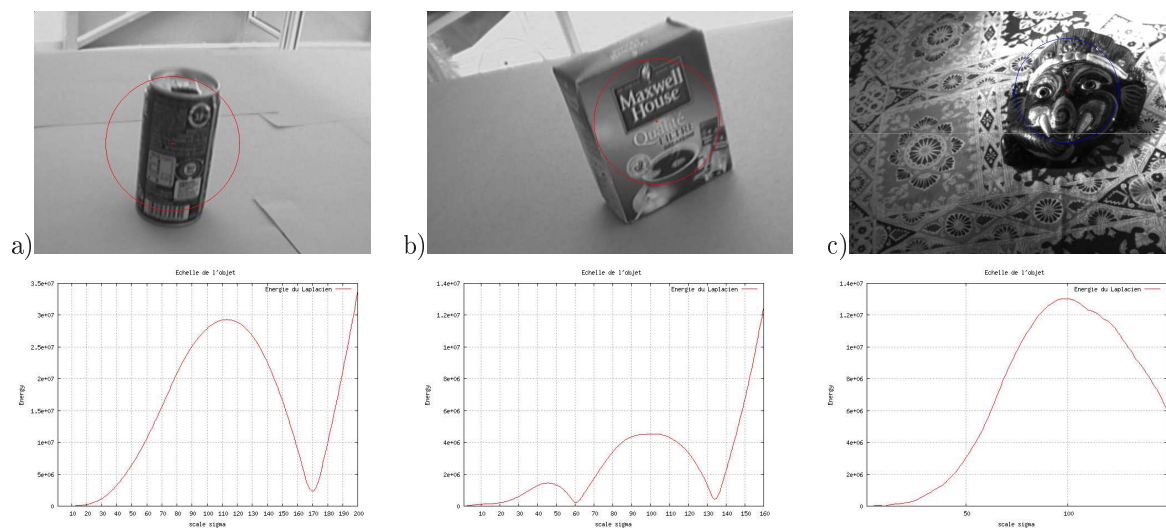 Maxwell
House
Qualité
FILTRE
a)
b)
c)
Echelle de l'objet
Energie du Laplacien
3.5e+07
3e+07
2.5e+07
2e+07
1.5e+07
1e+07
5e+06
0
Energy
10 20 30 40 50 60 70 80 90 100 110 120 130 140 150 160 170 180 190 200
scale sigma
Echelle de l'objet
Energie du Laplacien
1.4e+07
1.2e+07
1e+07
8e+06
6e+06
4e+06
2e+06
0
Energy
10 20 30 40 50 60 70 80 90 100 110 120 130 140 150 160
scale sigma
Echelle de l'objet
Energie du Laplacien
1.4e+07
1.2e+07
1e+07
8e+06
6e+06
4e+06
2e+06
0
Energy
50 100
scale sigma